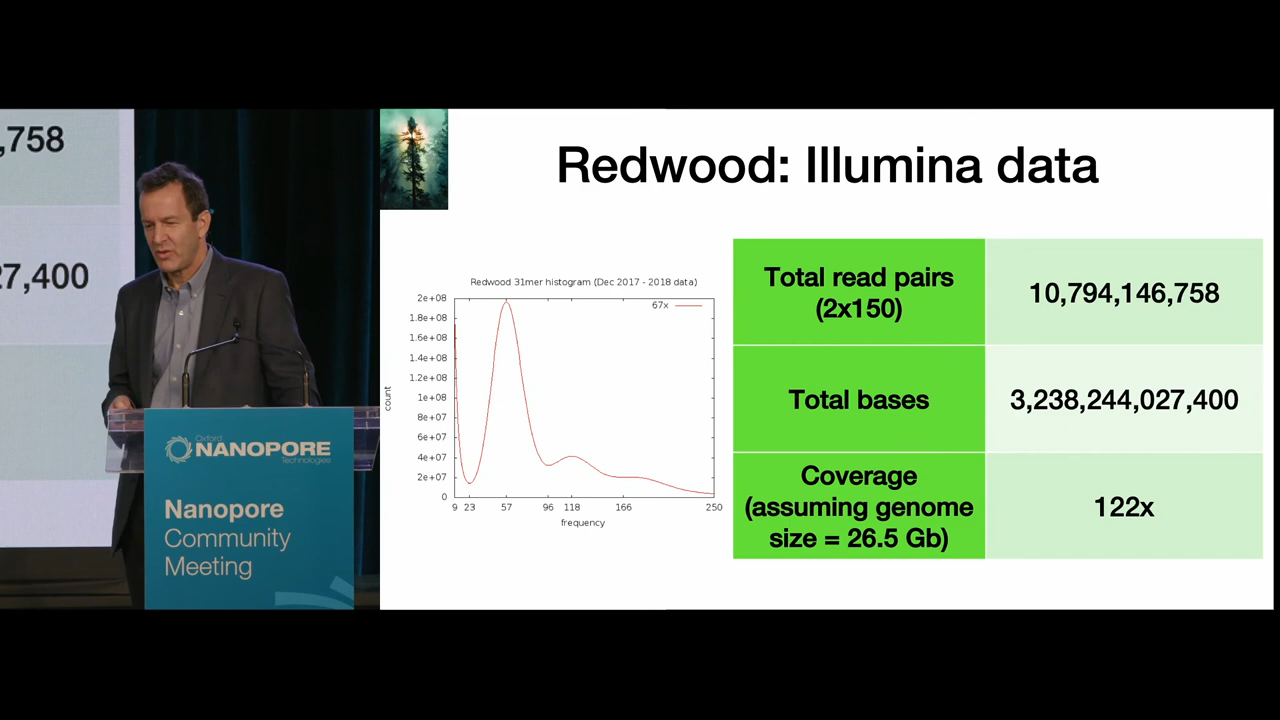 ,758
27,400
Oxford
NANOPORE
Technologies
Nanopore
Community
Meeting
Redwood: Illumina data
Redwood 31mer histogram (Dec 2017 - 2018 data)
67x
2e+08
1.8e+08
1.6e+08
1.4e+08
1.2e+08
1e+08
8e+07
6e+07
4e+07
2e+07
0
count
9 23 57 96 118 166 250
frequency
Total read pairs
(2x150)
10,794,146,758
Total bases
3,238,244,027,400
Coverage
(assuming genome
size = 26.5 Gb)
122x